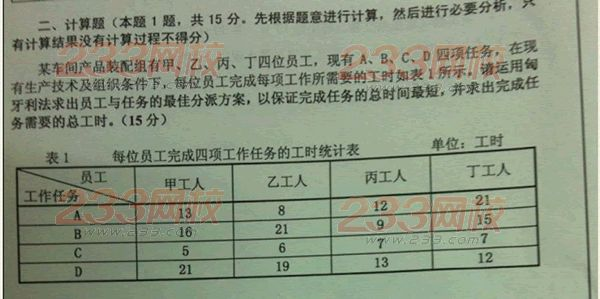 二、计算题（本题1题，共15分。先根据题意进行计算，然后进行必要分析，只
有计算结果没有计算过程不得分）
某车间产品装配组有甲、乙、丙、丁四位员工，现有A、B、C、D四项任务，在现
有生产技术及组织条件下，每位员工完成每项工作所需要的工时如表1所示，请运用匈
牙利法求出员工与任务的最佳分派方案，以保证完成任务的总时间最短，并求出完成任
务需要的总工时。（15分）
表1 每位员工完成四项工作任务的工时统计表 单位：工时
员工
工作任务 甲工人 乙工人 丙工人 丁工人
A 13 8 12 21
B 16 21 9 15
C 5 6 7 7
D 21 19 13 12
233网校
www.233.com